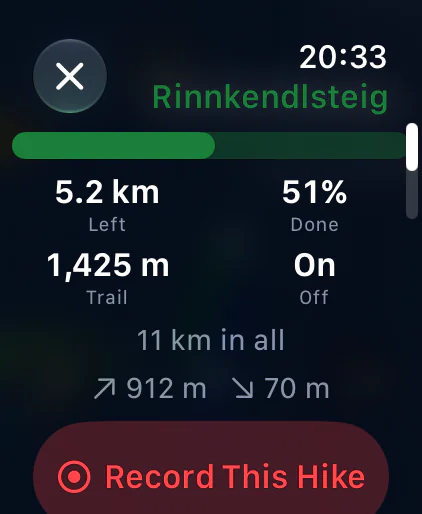 20:33
Rinnkendlsteig
5.2 km 51%
Left Done
1,425 m On
Trail Off
11 km in all
↗ 912 m ↘ 70 m
Record This Hike